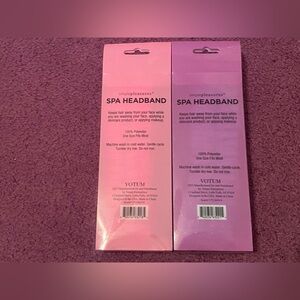 simplepleasures
SPA HEADBAND
Keeps hair away from your face while
you are washing your face, applying a
skincare product, or applying makeup.
100% Polyester
One Size Fits Most
Machine wash in cold water. Gentle cycle.
Tumble dry low. Do not iron.
VOTUM
simplepleasures
SPA HEADBAND
Keeps hair away from your face while
you are washing your face, applying a
skincare product, or applying makeup.
100% Polyester
One Size Fits Most
Machine wash in cold water. Gentle cycle.
Tumble dry low. Do not iron.
VOTUM